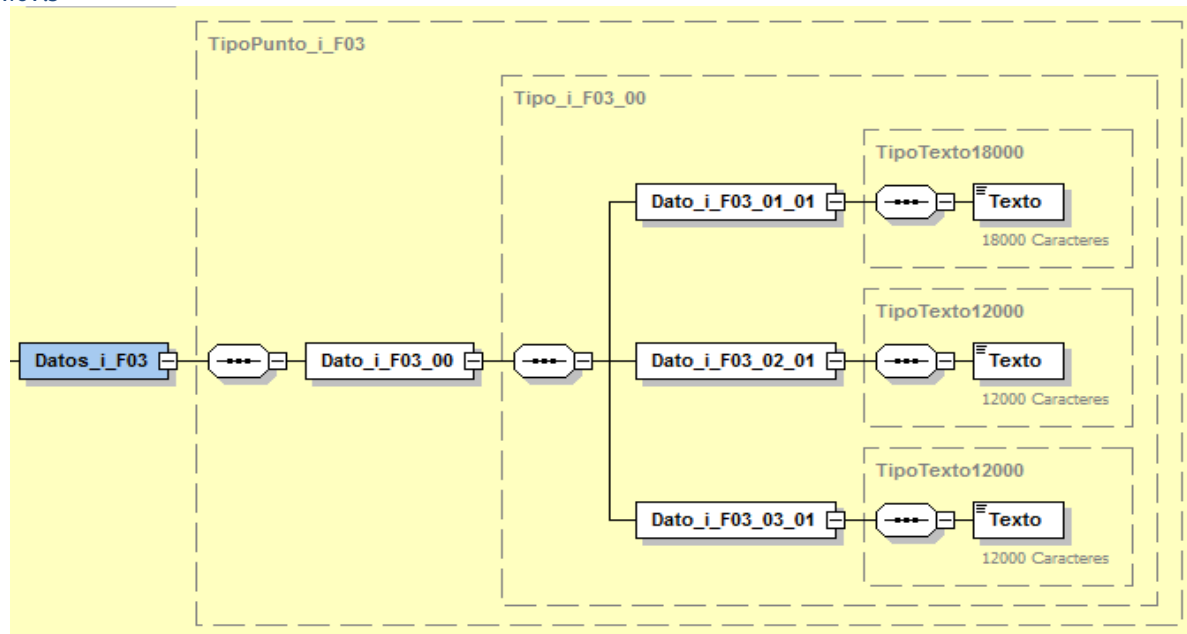 TipoPunto_i_F03
Tipo_i_F03_00
TipoTexto18000
Dato_i_F03_01_01
Texto
18000 Caracteres
TipoTexto12000
Datos_i_F03
Dato_i_F03_00
Dato_i_F03_02_01
Texto
12000 Caracteres
TipoTexto12000
Dato_i_F03_03_01
Texto
12000 Caracteres